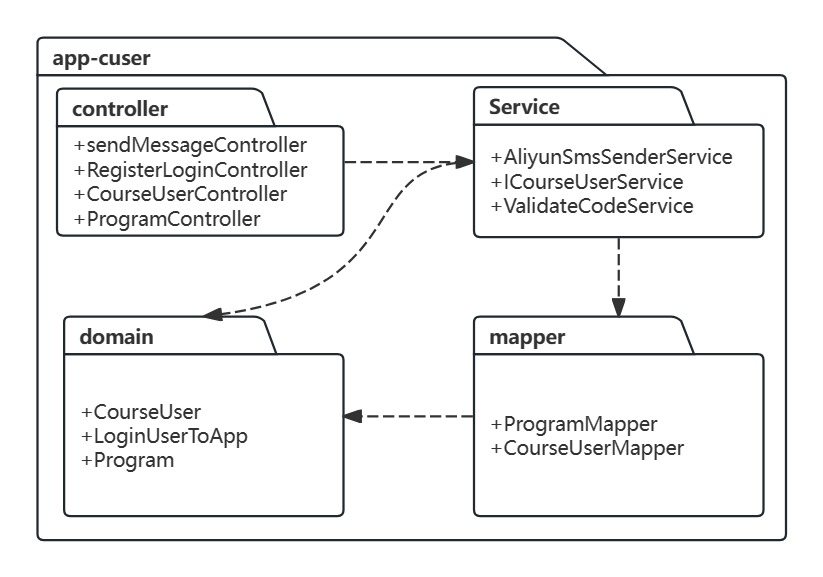 app-cuser
controller
+sendMessageController
+RegisterLoginController
+CourseUserController
+ProgramController
Service
+AliyunSmsSenderService
+ICourseUserService
+ValidateCodeService
domain
+CourseUser
+LoginUserToApp
+Program
mapper
+ProgramMapper
+CourseUserMapper